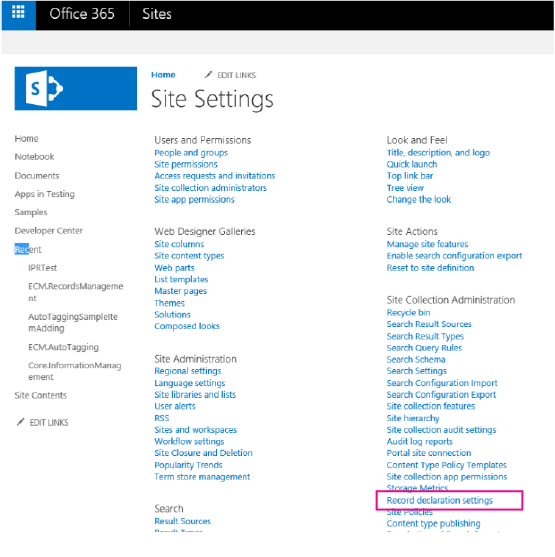 Office 365
Sites
Home
EDIT LINKS
Site Settings
Home
Notebook
Documents
Apps in Testing
Samples
Developer Center
Recent
IPRTest
ECM.RecordsManageme
nt
AutoTaggingSampleIte
mAdding
ECM.AutoTagging
Core.InformationManag
ement
Site Contents
EDIT LINKS
Users and Permissions
People and groups
Site permissions
Access requests and invitations
Site collection administrators
Site app permissions
Web Designer Galleries
Site columns
Site content types
Web parts
List templates
Master pages
Themes
Solutions
Composed looks
Site Administration
Regional settings
Language settings
Site libraries and lists
User alerts
RSS
Sites and workspaces
Workflow settings
Site Closure and Deletion
Popularity Trends
Term store management
Search
Result Sources
Look and Feel
Title, description, and logo
Quick launch
Top link bar
Tree view
Change the look
Site Actions
Manage site features
Enable search configuration export
Reset to site definition
Site Collection Administration
Recycle bin
Search Result Sources
Search Result Types
Search Query Rules
Search Schema
Search Settings
Search Configuration Import
Search Configuration Export
Site collection features
Site hierarchy
Site collection audit settings
Audit log reports
Portal site connection
Content Type Policy Templates
Site collection app permissions
Storage Metrics
Record declaration settings
Site Policies
Content type publishing